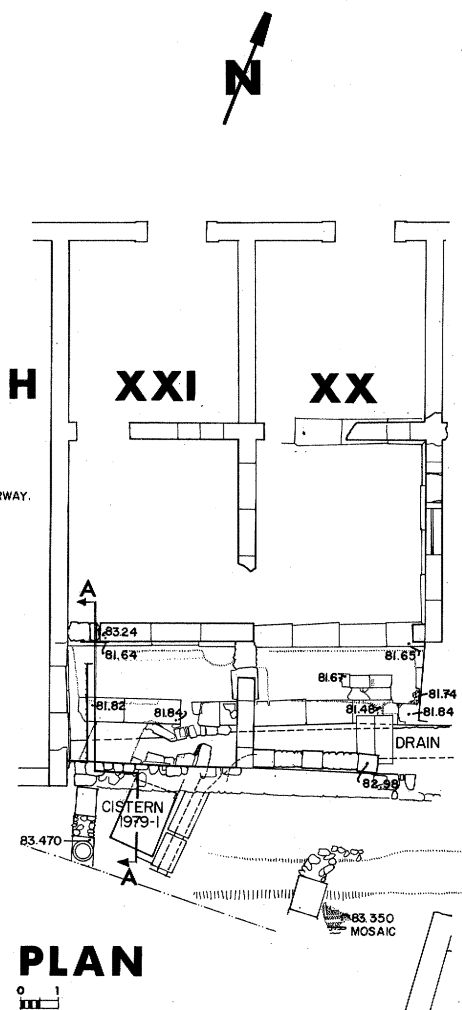 N
H XXI XX
RWAY.
A
83.24
81.64 81.65
81.67
81.74
81.82 81.84 81.48 81.84
DRAIN
82.98
CISTERN
1979-1
83.470
A
83.350
MOSAIC
PLAN
0 1